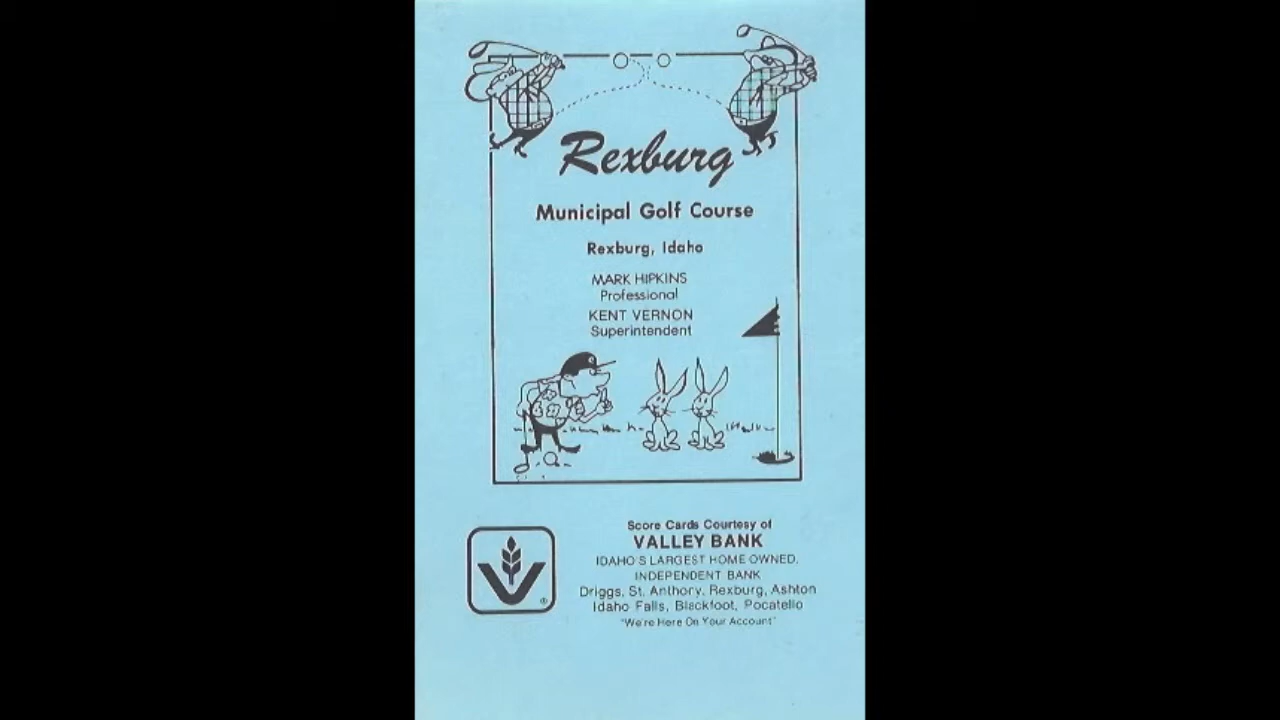 Rexburg
Municipal Golf Course
Rexburg, Idaho
MARK HIPKINS
Professional
KENT VERNON
Superintendent
Score Cards Courtesy of
VALLEY BANK
IDAHO'S LARGEST HOME OWNED,
INDEPENDENT BANK
Driggs, St. Anthony, Rexburg, Ashton
Idaho Falls, Blackfoot, Pocatello
"We're Here On Your Account"